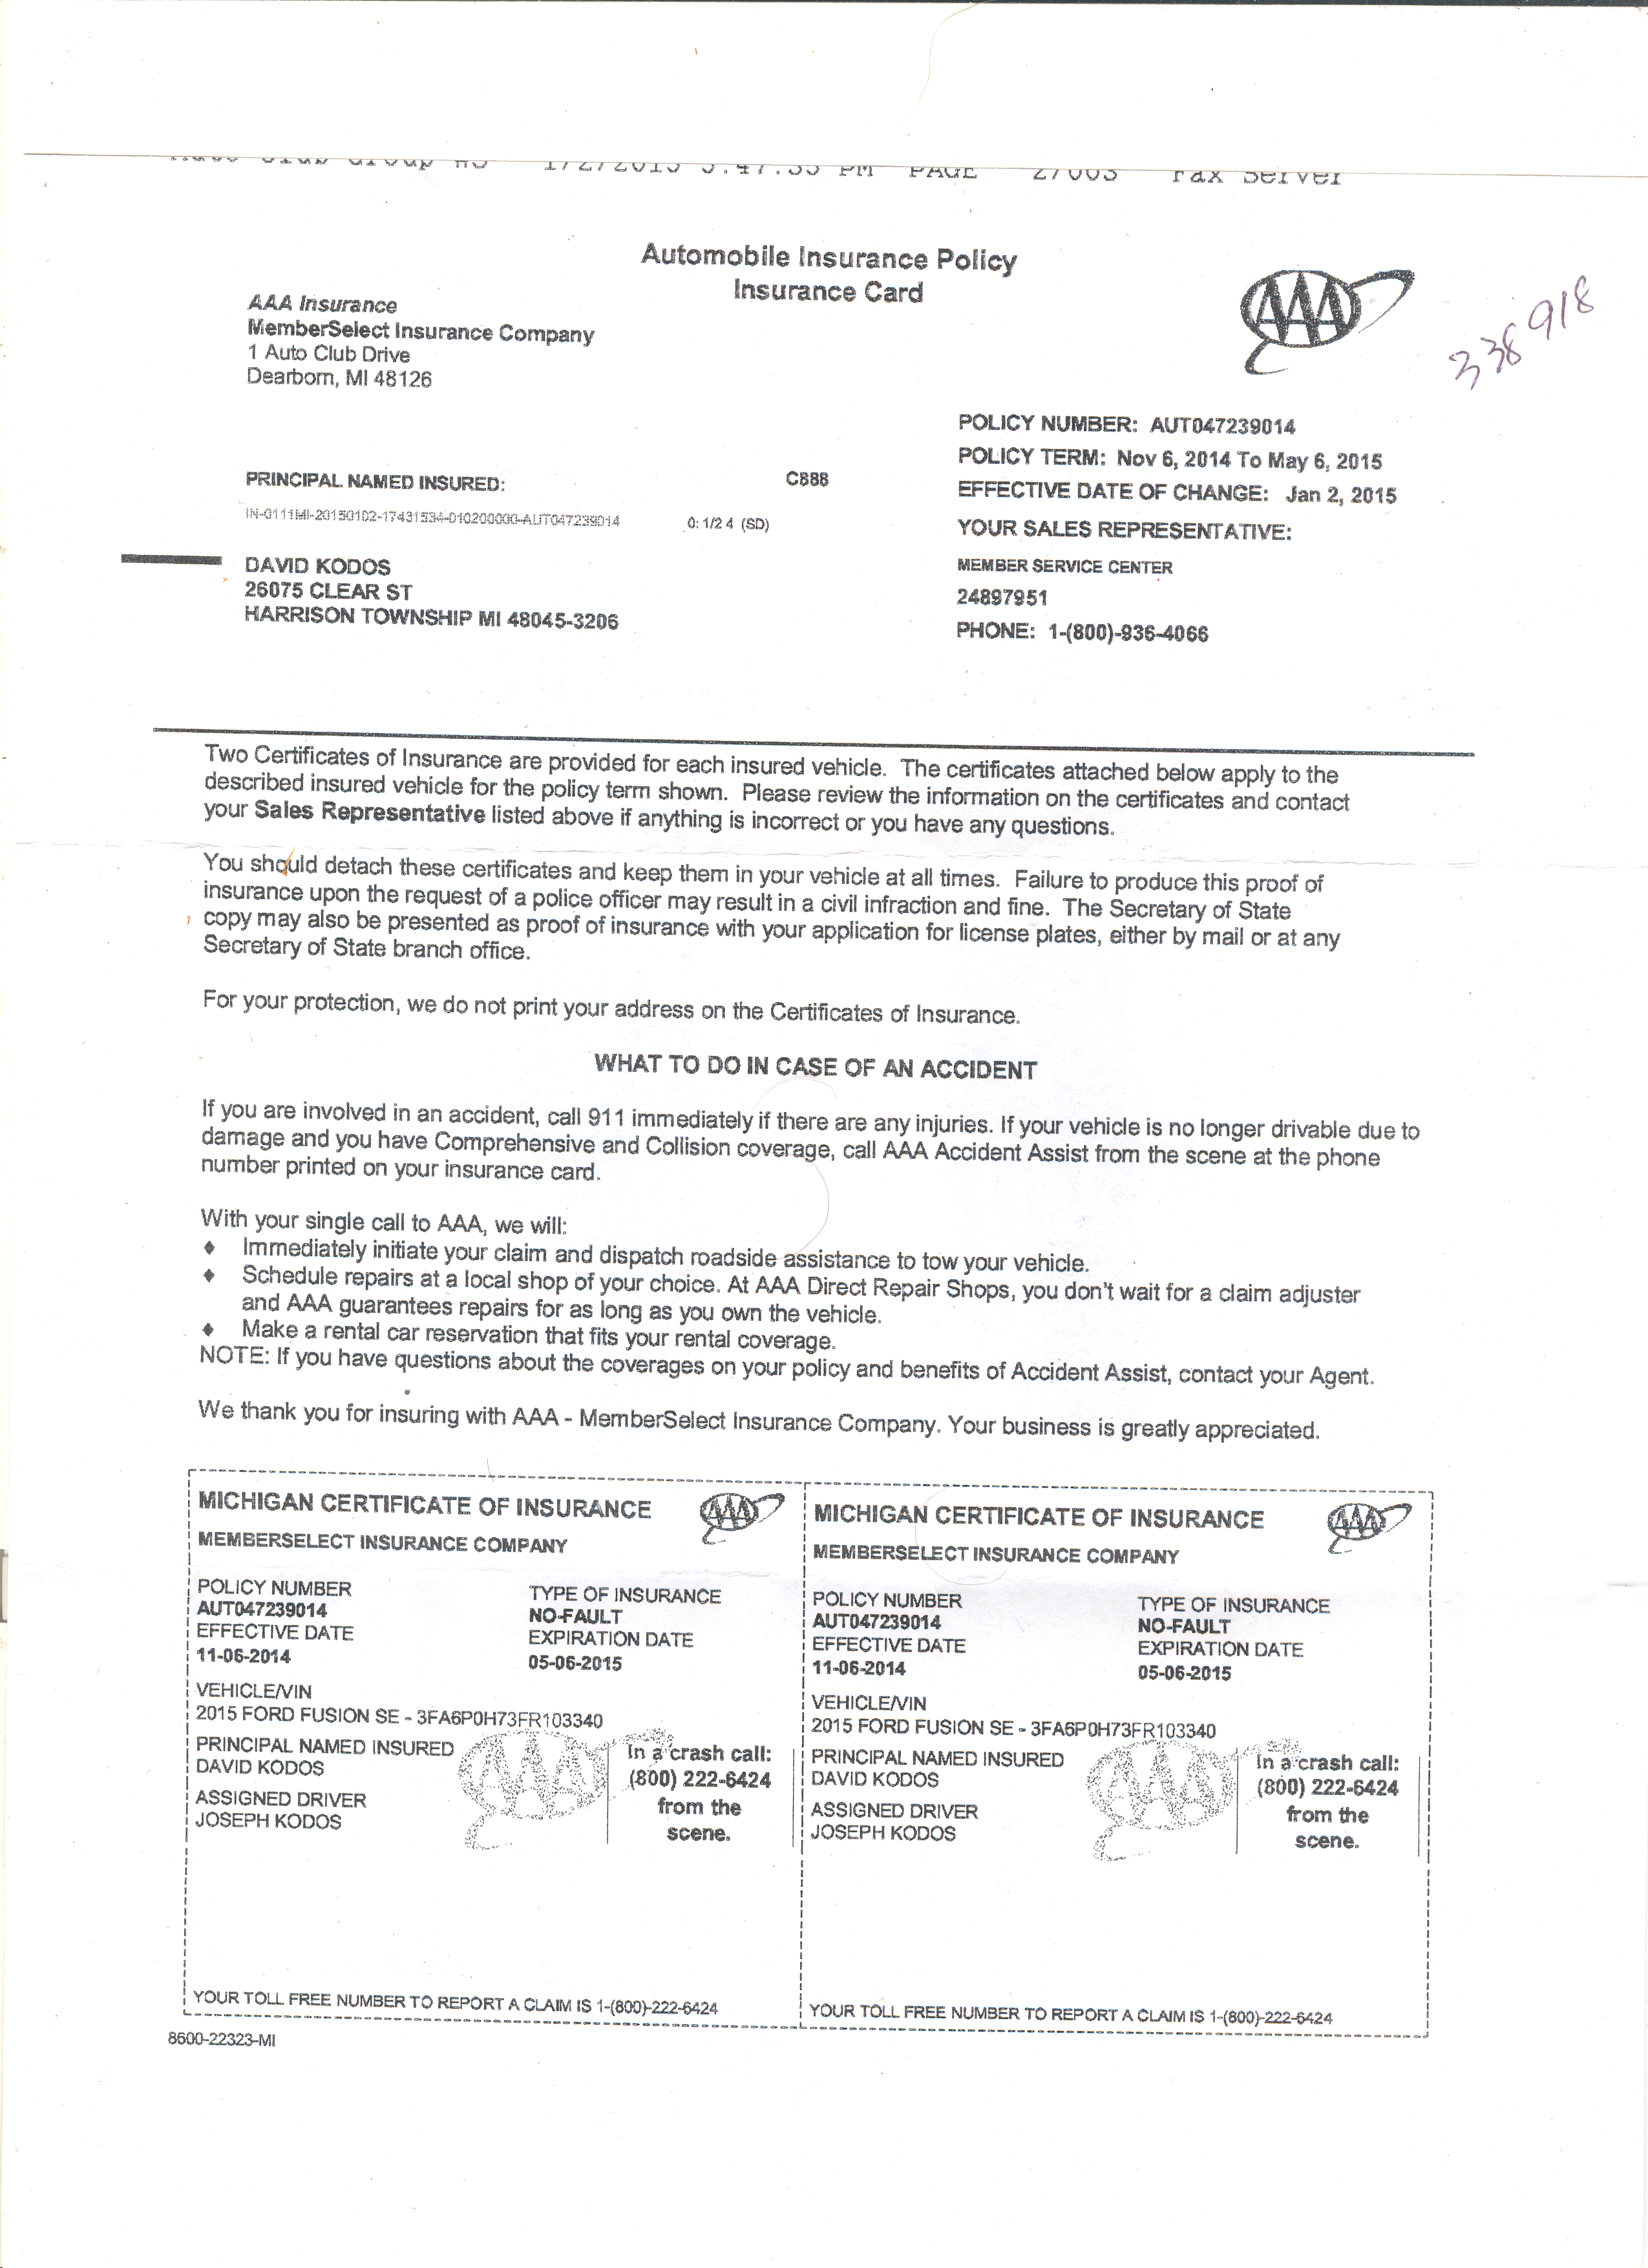 PM PAGE Fax Server
Automobile Insurance Policy
Insurance Card
AAA
338918
AAA Insurance
MemberSelect Insurance Company
1 Auto Club Drive
Dearborn, MI 48126
POLICY NUMBER: AUT047239014
POLICY TERM: Nov 6, 2014 To May 6, 2015
PRINCIPAL NAMED INSURED: C888
EFFECTIVE DATE OF CHANGE: Jan 2, 2015
IN-0111MI-20150102-17431534-010200000-AUT047239014 0: 1/2 4 (SD)
YOUR SALES REPRESENTATIVE:
DAVID KODOS
26075 CLEAR ST
HARRISON TOWNSHIP MI 48045-3206
MEMBER SERVICE CENTER
24897951
PHONE: 1-(800)-936-4066
Two Certificates of Insurance are provided for each insured vehicle. The certificates attached below apply to the
described insured vehicle for the policy term shown. Please review the information on the certificates and contact
your Sales Representative listed above if anything is incorrect or you have any questions.
You should detach these certificates and keep them in your vehicle at all times. Failure to produce this proof of
insurance upon the request of a police officer may result in a civil infraction and fine. The Secretary of State
copy may also be presented as proof of insurance with your application for license plates, either by mail or at any
Secretary of State branch office.
For your protection, we do not print your address on the Certificates of Insurance.
WHAT TO DO IN CASE OF AN ACCIDENT
If you are involved in an accident, call 911 immediately if there are any injuries. If your vehicle is no longer drivable due to
damage and you have Comprehensive and Collision coverage, call AAA Accident Assist from the scene at the phone
number printed on your insurance card.
With your single call to AAA, we will:
♦ Immediately initiate your claim and dispatch roadside assistance to tow your vehicle.
♦ Schedule repairs at a local shop of your choice. At AAA Direct Repair Shops, you don't wait for a claim adjuster
and AAA guarantees repairs for as long as you own the vehicle.
♦ Make a rental car reservation that fits your rental coverage.
NOTE: If you have questions about the coverages on your policy and benefits of Accident Assist, contact your Agent.
We thank you for insuring with AAA - MemberSelect Insurance Company. Your business is greatly appreciated.
MICHIGAN CERTIFICATE OF INSURANCE AAA
MEMBERSELECT INSURANCE COMPANY
POLICY NUMBER TYPE OF INSURANCE
AUT047239014 NO-FAULT
EFFECTIVE DATE EXPIRATION DATE
11-06-2014 05-06-2015
VEHICLE/VIN
2015 FORD FUSION SE - 3FA6P0H73FR103340
PRINCIPAL NAMED INSURED AAA In a crash call:
DAVID KODOS (800) 222-6424
ASSIGNED DRIVER from the
JOSEPH KODOS scene.
YOUR TOLL FREE NUMBER TO REPORT A CLAIM IS 1-(800)-222-6424
MICHIGAN CERTIFICATE OF INSURANCE AAA
MEMBERSELECT INSURANCE COMPANY
POLICY NUMBER TYPE OF INSURANCE
AUT047239014 NO-FAULT
EFFECTIVE DATE EXPIRATION DATE
11-06-2014 05-06-2015
VEHICLE/VIN
2015 FORD FUSION SE - 3FA6P0H73FR103340
PRINCIPAL NAMED INSURED AAA In a crash call:
DAVID KODOS (800) 222-6424
ASSIGNED DRIVER from the
JOSEPH KODOS scene.
YOUR TOLL FREE NUMBER TO REPORT A CLAIM IS 1-(800)-222-6424
8600-22323-MI